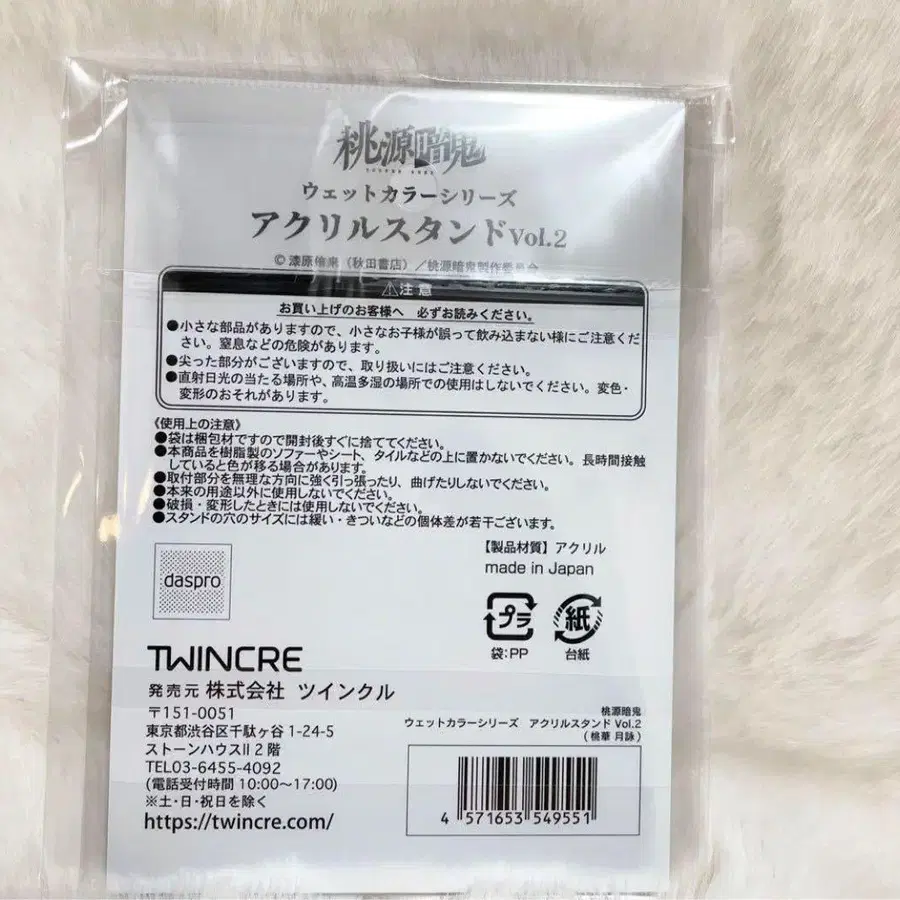 桃源暗鬼
TOUGEN ANKI
ウェットカラーシリーズ
アクリルスタンドVol.2
© 漆原侑来（秋田書店）／桃源暗鬼製作委員会
⚠注意
お買い上げのお客様へ 必ずお読みください。
●小さな部品がありますので、小さなお子様が誤って飲み込まない様にご注意くだ
さい。窒息などの危険があります。
●尖った部分がございますので、取り扱いにはご注意ください。
●直射日光の当たる場所や、高温多湿の場所での使用はしないでください。変色・
変形のおそれがあります。
《使用上の注意》
●袋は梱包材ですので開封後すぐに捨ててください。
●本商品を樹脂製のソファーやシート、タイルなどの上に置かないでください。長時間接触
していると色が移る場合があります。
●取付部分を無理な方向に強く引っ張ったり、曲げたりしないでください。
●本来の用途以外に使用しないでください。
●破損・変形したときには使用しないでください。
●スタンドの穴のサイズには緩い・きついなどの個体差が若干ございます。
daspro
【製品材質】アクリル
made in Japan
プラ
紙
袋:PP
台紙
TWINCRE
発売元 株式会社 ツインクル
〒151-0051
東京都渋谷区千駄ヶ谷 1-24-5
ストーンハウスII 2 階
TEL03-6455-4092
(電話受付時間 10:00～17:00)
※土・日・祝日を除く
https://twincre.com/
桃源暗鬼
ウェットカラーシリーズ アクリルスタンド Vol.2
( 桃華 月詠 )
4 571653 549551